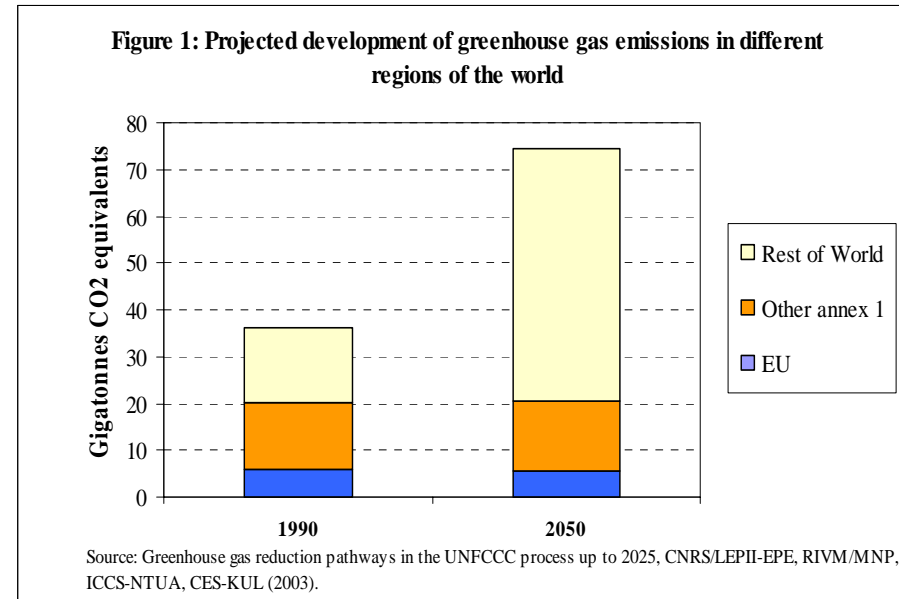 Figure 1: Projected development of greenhouse gas emissions in different
regions of the world
Gigatonnes CO2 equivalents
80
70
60
50
40
30
20
10
0
1990
2050
Rest of World
Other annex 1
EU
Source: Greenhouse gas reduction pathways in the UNFCCC process up to 2025, CNRS/LEPII-EPE, RIVM/MNP,
ICCS-NTUA, CES-KUL (2003).